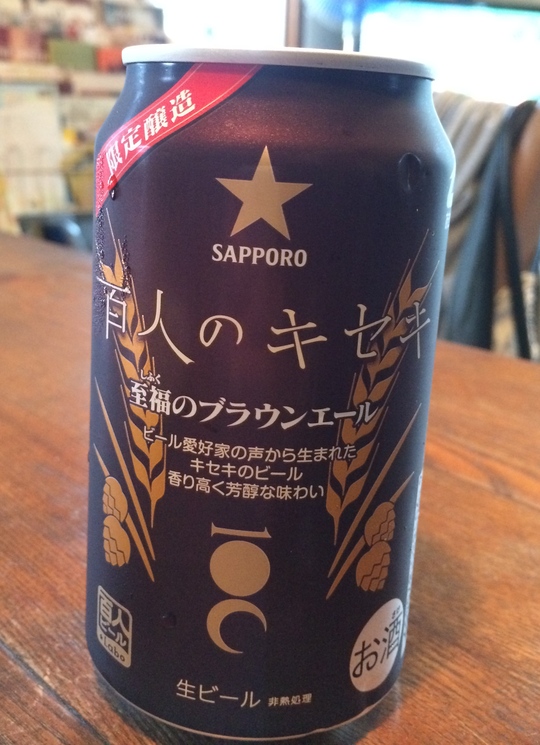 限定醸造
SAPPORO
百人のキセキ
しふく
至福のブラウンエール
ビール愛好家の声から生まれた
キセキのビール
香り高く芳醇な味わい
100
百人
ビール
Labo
お酒
生ビール 非熱処理